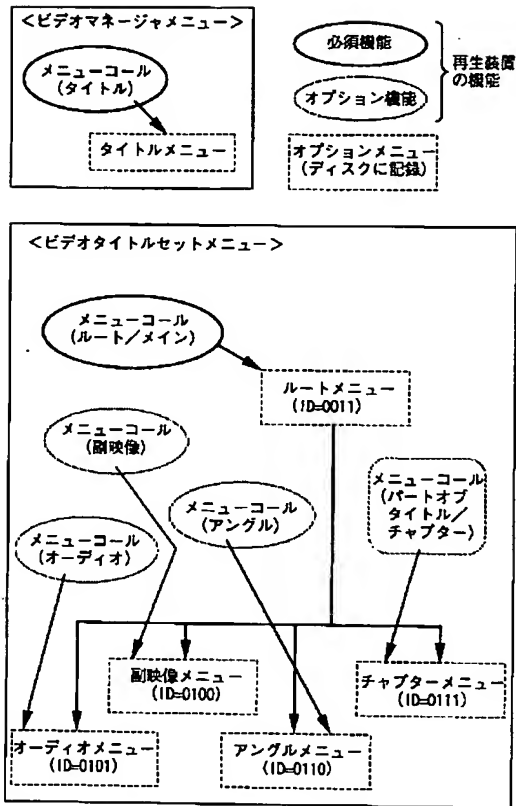 <ビデオマネージャメニュー>
メニューコール
(タイトル)
タイトルメニュー
必須機能
オプション機能
再生装置
の機能
オプションメニュー
(ディスクに記録)
<ビデオタイトルセットメニュー>
メニューコール
(ルート/メイン)
ルートメニュー
(ID=0011)
メニューコール
(副映像)
メニューコール
(アングル)
メニューコール
(パートオブ
タイトル/
チャプター)
メニューコール
(オーディオ)
副映像メニュー
(ID=0100)
チャプターメニュー
(ID=0111)
オーディオメニュー
(ID=0101)
アングルメニュー
(ID=0110)